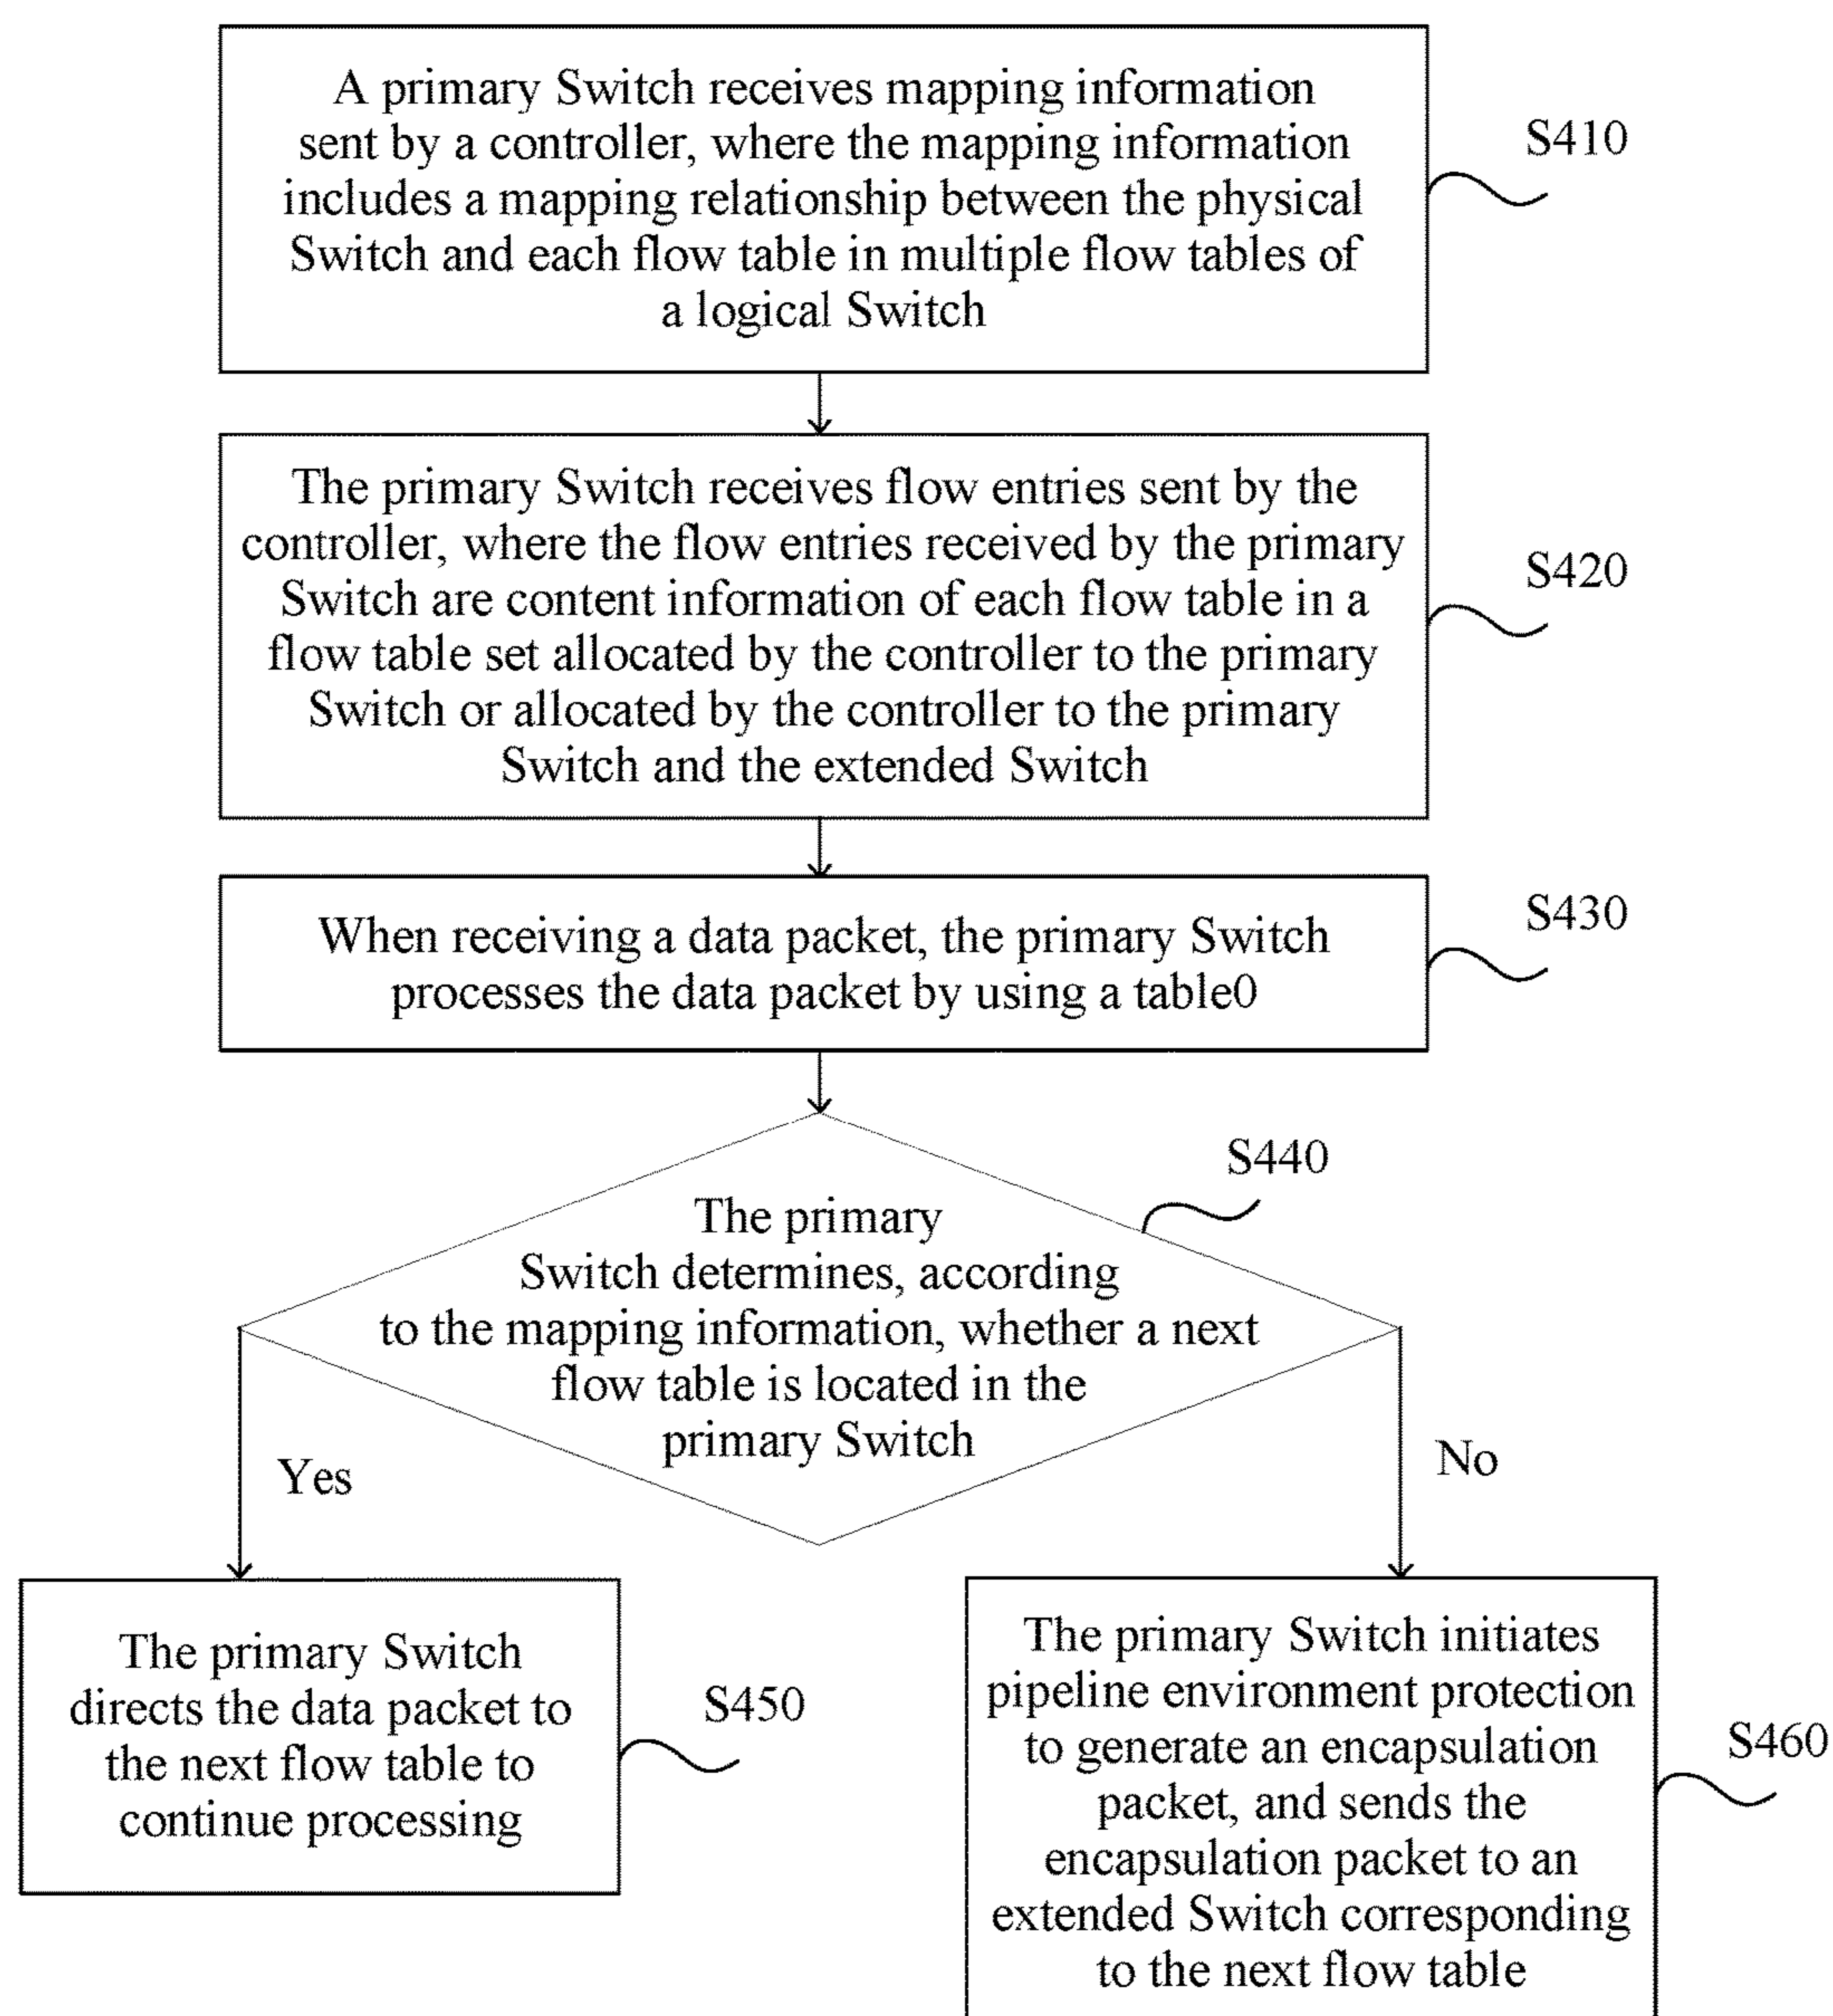 A primary Switch receives mapping information
sent by a controller, where the mapping information
includes a mapping relationship between the physical
Switch and each flow table in multiple flow tables of
a logical Switch
S410
The primary Switch receives flow entries sent by the
controller, where the flow entries received by the primary
Switch are content information of each flow table in a
flow table set allocated by the controller to the primary
Switch or allocated by the controller to the primary
Switch and the extended Switch
S420
When receiving a data packet, the primary Switch
processes the data packet by using a table0
S430
The primary
Switch determines, according
to the mapping information, whether a next
flow table is located in the
primary Switch
S440
Yes
No
The primary Switch
directs the data packet to
the next flow table to
continue processing
S450
The primary Switch initiates
pipeline environment protection
to generate an encapsulation
packet, and sends the
encapsulation packet to an
extended Switch corresponding
to the next flow table
S460